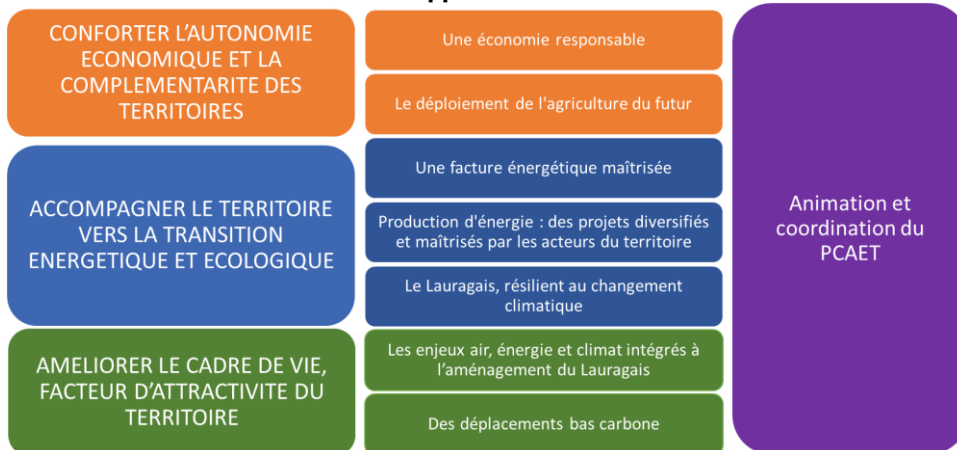 CONFORTER L'AUTONOMIE
ECONOMIQUE ET LA
COMPLEMENTARITE DES
TERRITOIRES
Une économie responsable
Le déploiement de l'agriculture du futur
ACCOMPAGNER LE TERRITOIRE
VERS LA TRANSITION
ENERGETIQUE ET ECOLOGIQUE
Une facture énergétique maîtrisée
Production d'énergie : des projets diversifiés
et maîtrisés par les acteurs du territoire
Le Lauragais, résilient au changement
climatique
AMELIORER LE CADRE DE VIE,
FACTEUR D'ATTRACTIVITE DU
TERRITOIRE
Les enjeux air, énergie et climat intégrés à
l'aménagement du Lauragais
Des déplacements bas carbone
Animation et
coordination du
PCAET